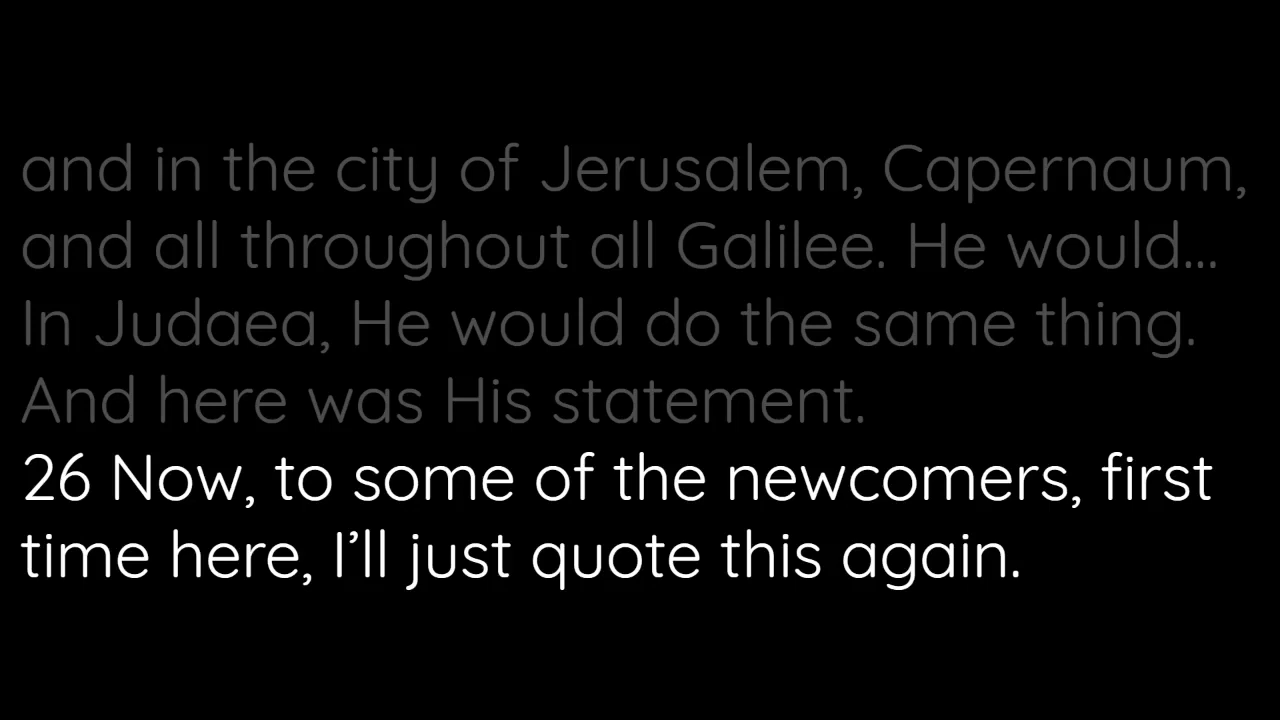 and in the city of Jerusalem, Capernaum,
and all throughout all Galilee. He would...
In Judaea, He would do the same thing.
And here was His statement.
26 Now, to some of the newcomers, first
time here, I’ll just quote this again.